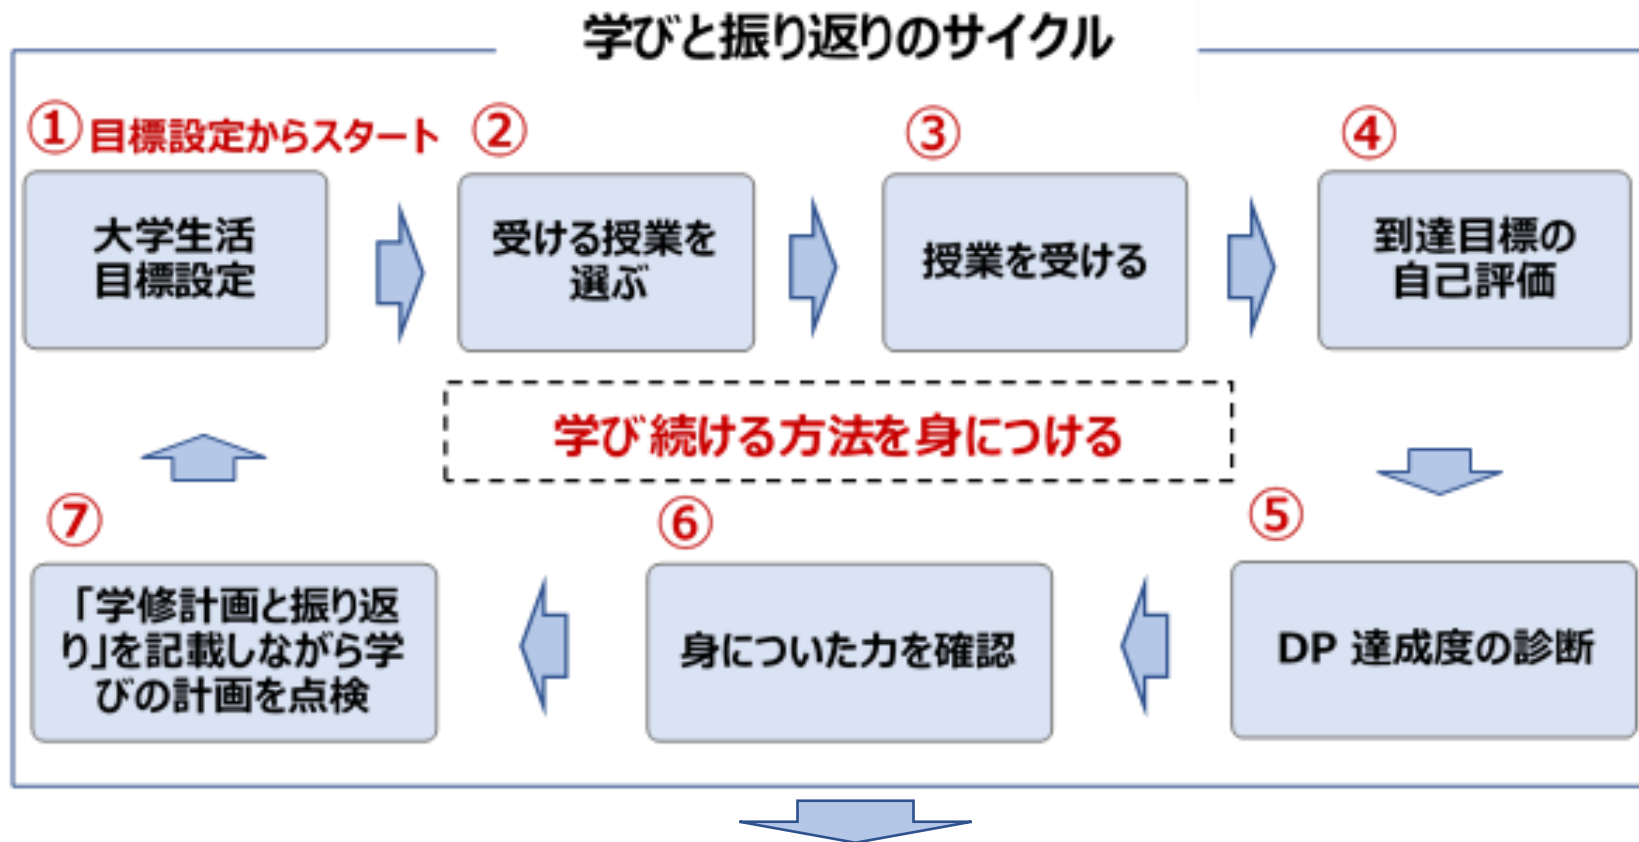 学びと振り返りのサイクル
① 目標設定からスタート
②
③
④
大学生活
目標設定
受ける授業を
選ぶ
授業を受ける
到達目標の
自己評価
学び続ける方法を身につける
⑦
⑥
⑤
「学修計画と振り返
り」を記載しながら学
びの計画を点検
身についた力を確認
DP 達成度の診断